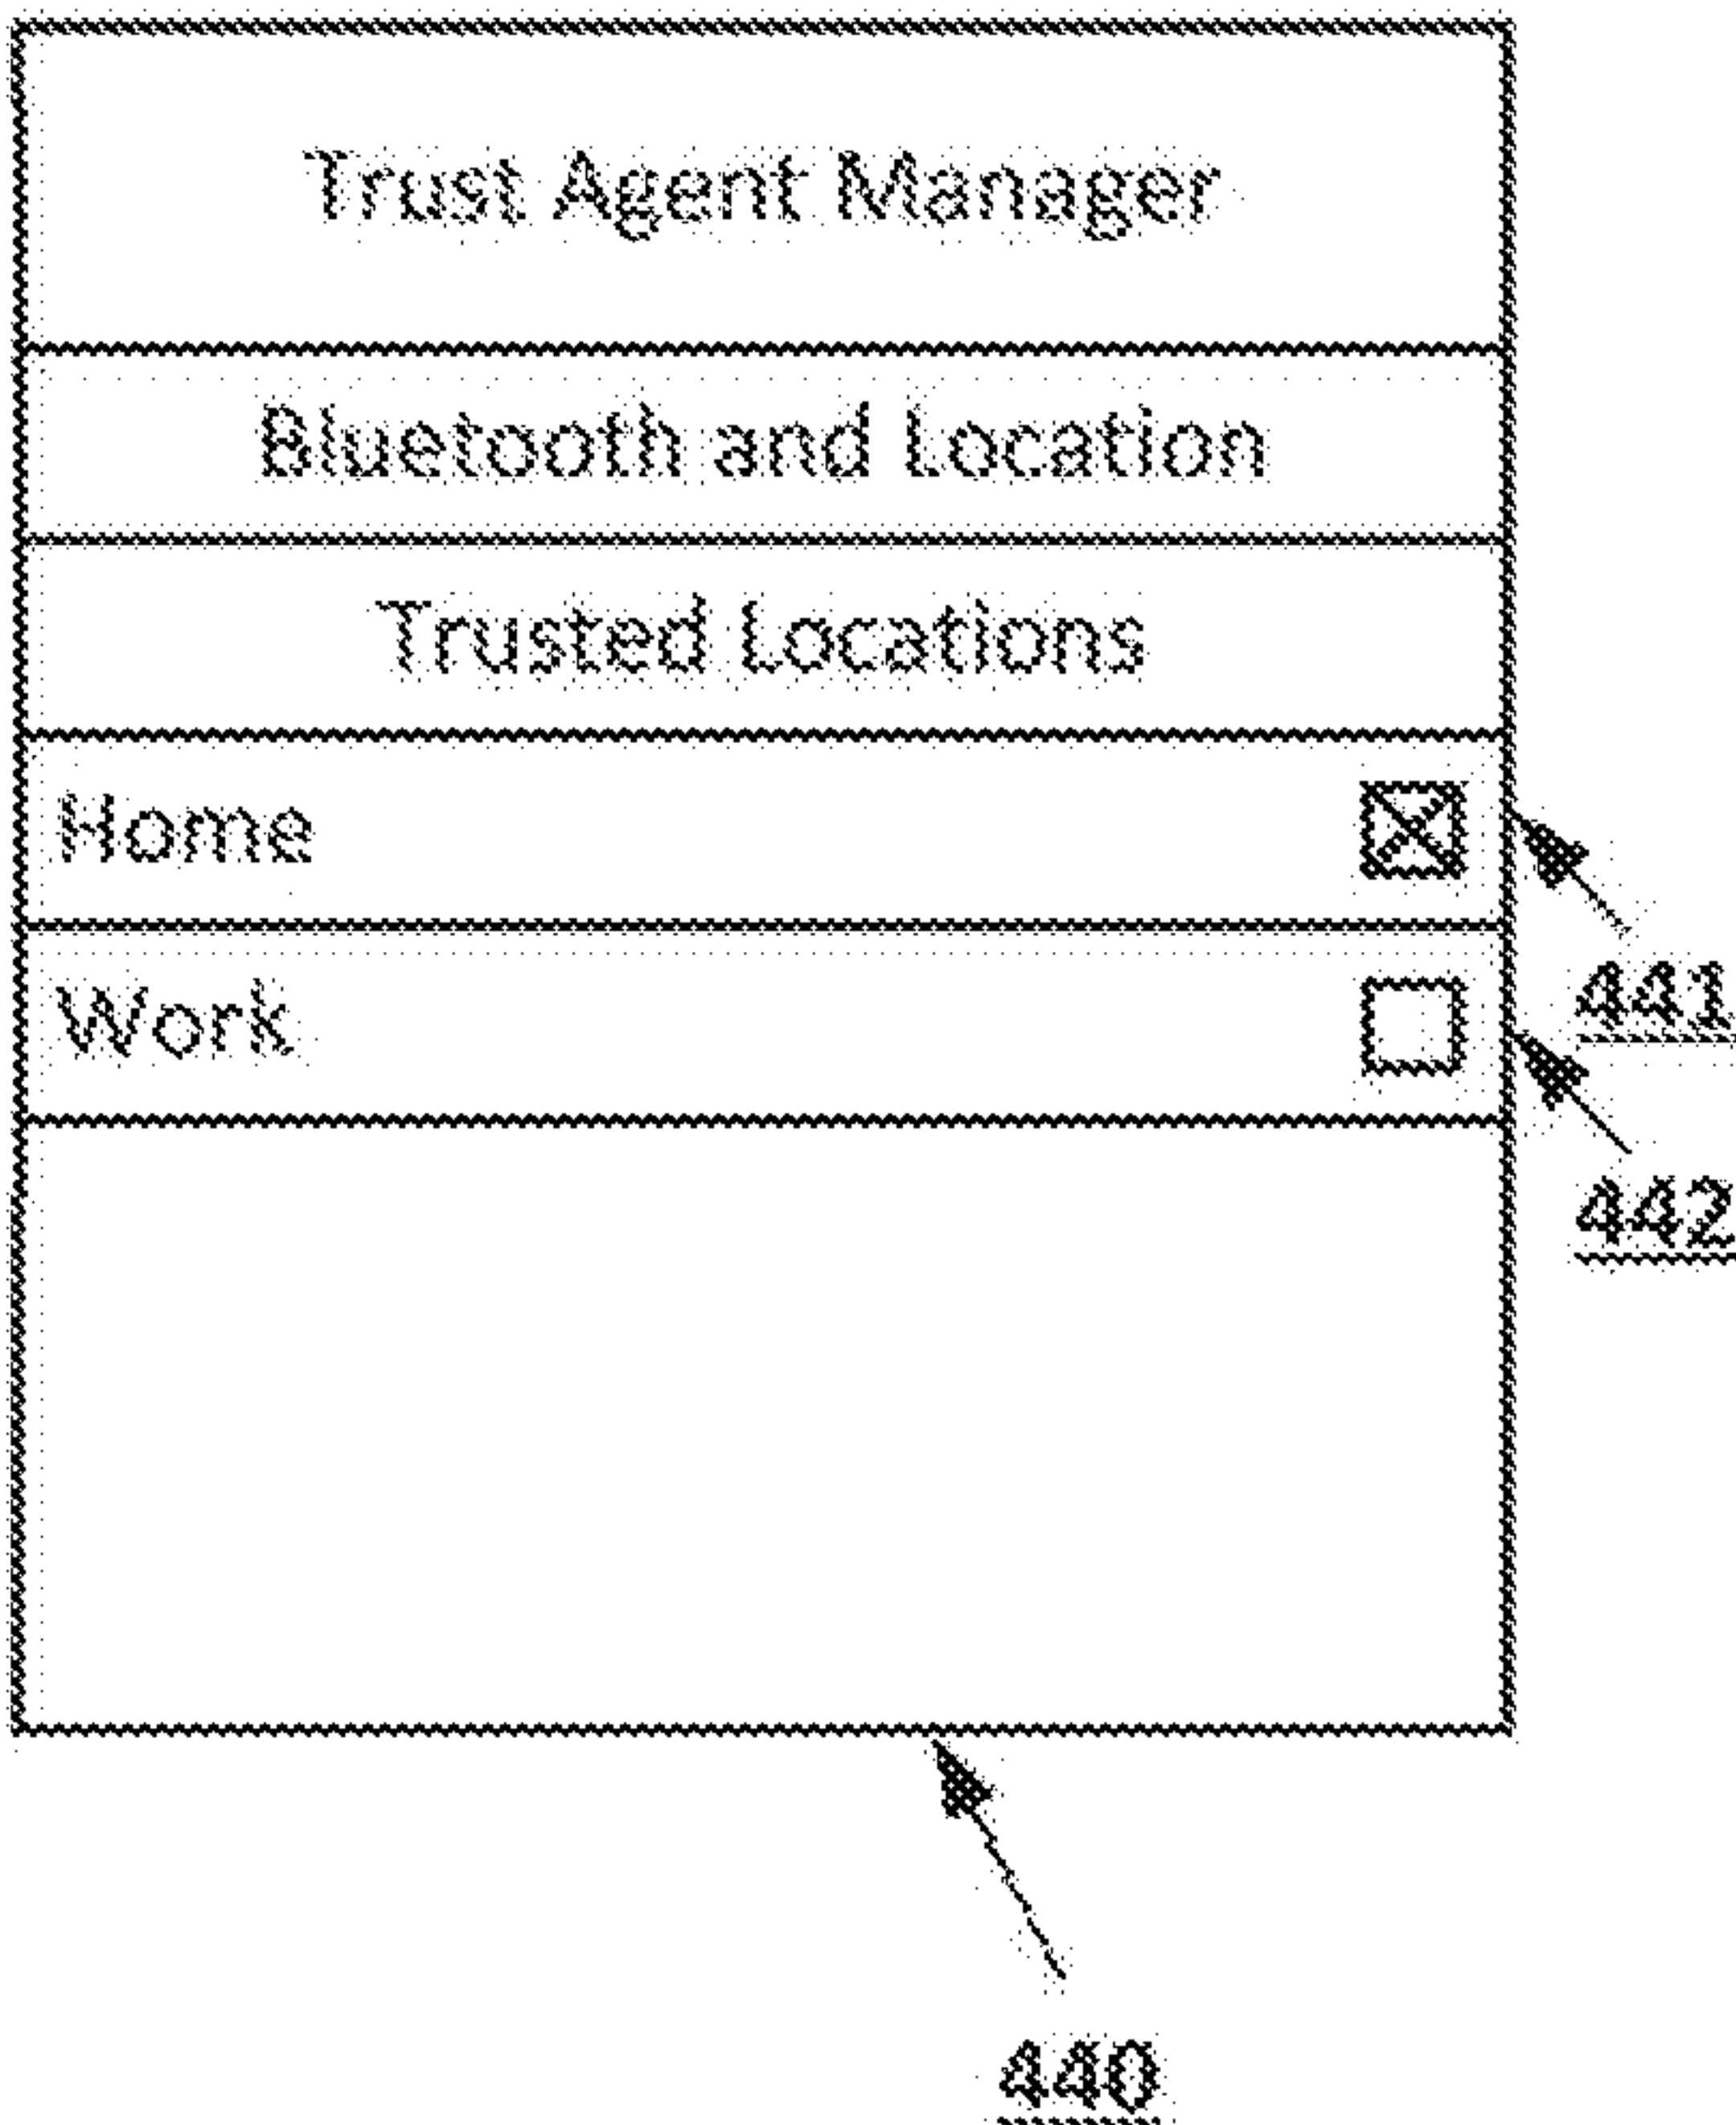 Trust Agent Manager
Bluetooth and Location
Trusted Locations
Home
441
Work
442
440